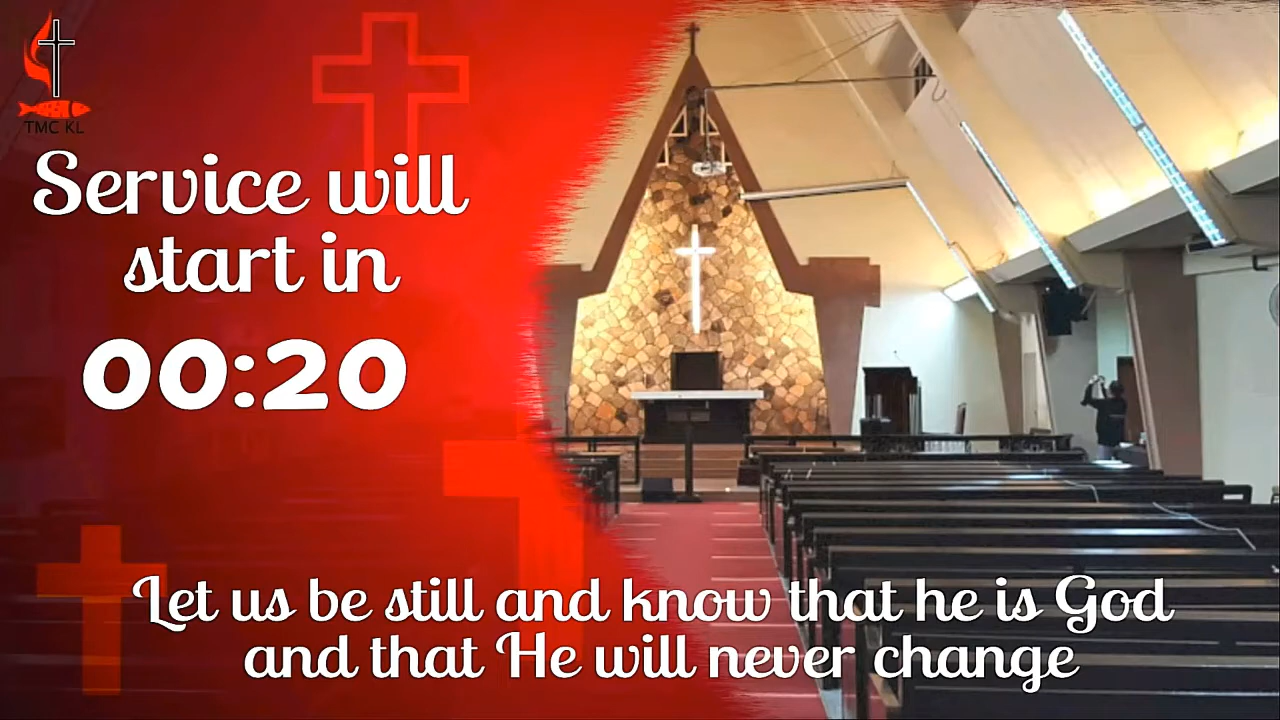 TMC KL
Service will
start in
00:20
Let us be still and know that he is God
and that He will never change